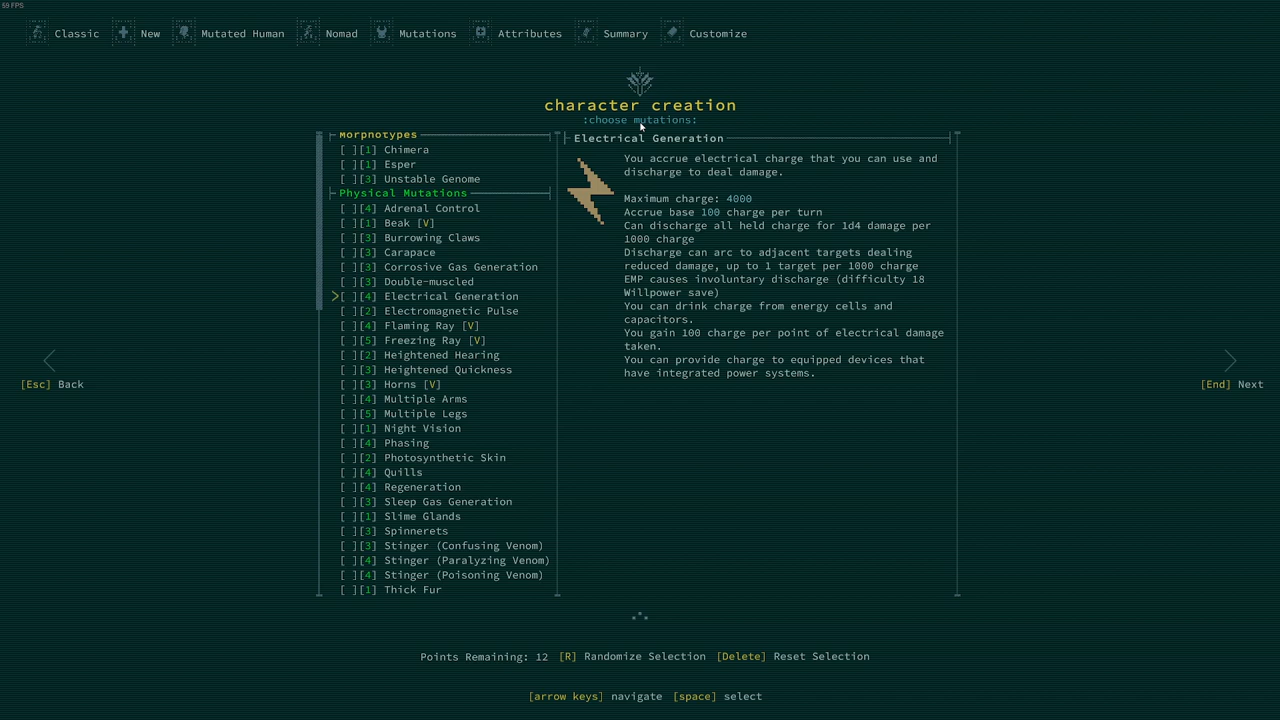 59 FPS
Classic New Mutated Human Nomad Mutations Attributes Summary Customize
character creation
:choose mutations:
Morphotypes
[ ][1] Chimera
[ ][1] Esper
[ ][3] Unstable Genome
Physical Mutations
[ ][4] Adrenal Control
[ ][1] Beak [V]
[ ][3] Burrowing Claws
[ ][3] Carapace
[ ][3] Corrosive Gas Generation
[ ][3] Double-muscled
>[ ][4] Electrical Generation
[ ][2] Electromagnetic Pulse
[ ][4] Flaming Ray [V]
[ ][5] Freezing Ray [V]
[ ][2] Heightened Hearing
[ ][3] Heightened Quickness
[ ][3] Horns [V]
[ ][4] Multiple Arms
[ ][5] Multiple Legs
[ ][1] Night Vision
[ ][4] Phasing
[ ][2] Photosynthetic Skin
[ ][4] Quills
[ ][4] Regeneration
[ ][3] Sleep Gas Generation
[ ][1] Slime Glands
[ ][3] Spinnerets
[ ][3] Stinger (Confusing Venom)
[ ][4] Stinger (Paralyzing Venom)
[ ][4] Stinger (Poisoning Venom)
[ ][1] Thick Fur
Electrical Generation
You accrue electrical charge that you can use and
discharge to deal damage.
Maximum charge: 4000
Accrue base 100 charge per turn
Can discharge all held charge for 1d4 damage per
1000 charge
Discharge can arc to adjacent targets dealing
reduced damage, up to 1 target per 1000 charge
EMP causes involuntary discharge (difficulty 18
Willpower save)
You can drink charge from energy cells and
capacitors.
You gain 100 charge per point of electrical damage
taken.
You can provide charge to equipped devices that
have integrated power systems.
[Esc] Back
[End] Next
Points Remaining: 12 [R] Randomize Selection [Delete] Reset Selection
[arrow keys] navigate [space] select